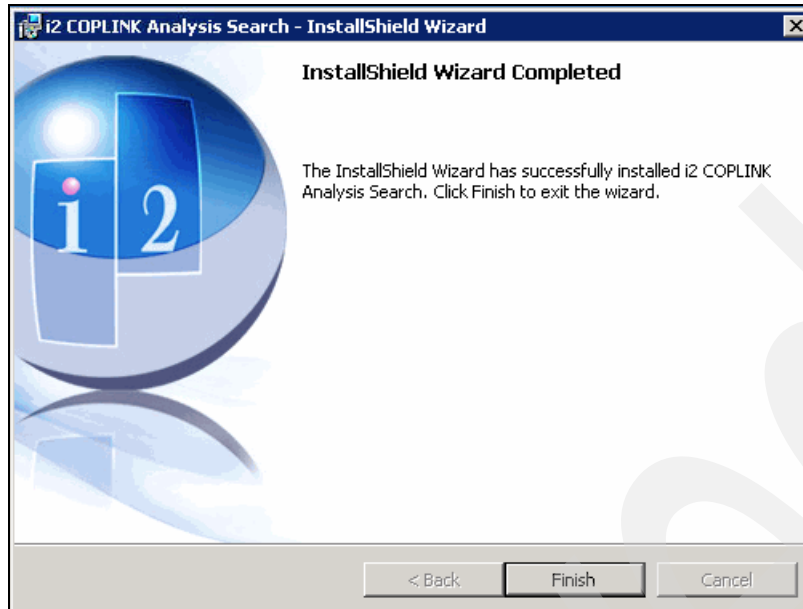 i2 COPLINK Analysis Search - InstallShield Wizard
InstallShield Wizard Completed
The InstallShield Wizard has successfully installed i2 COPLINK
Analysis Search. Click Finish to exit the wizard.
i2
< Back
Finish
Cancel